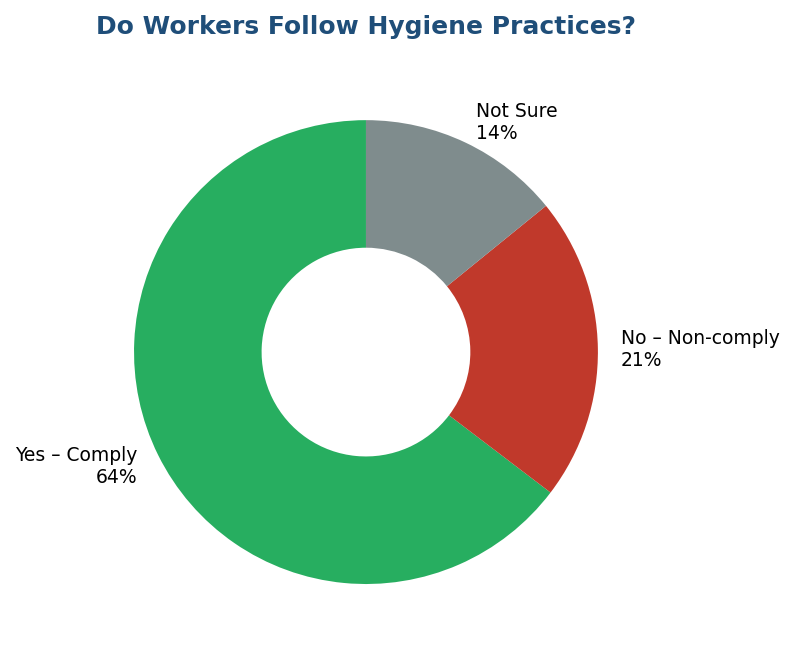 Do Workers Follow Hygiene Practices?
Not Sure
14%
No – Non-comply
21%
Yes – Comply
64%